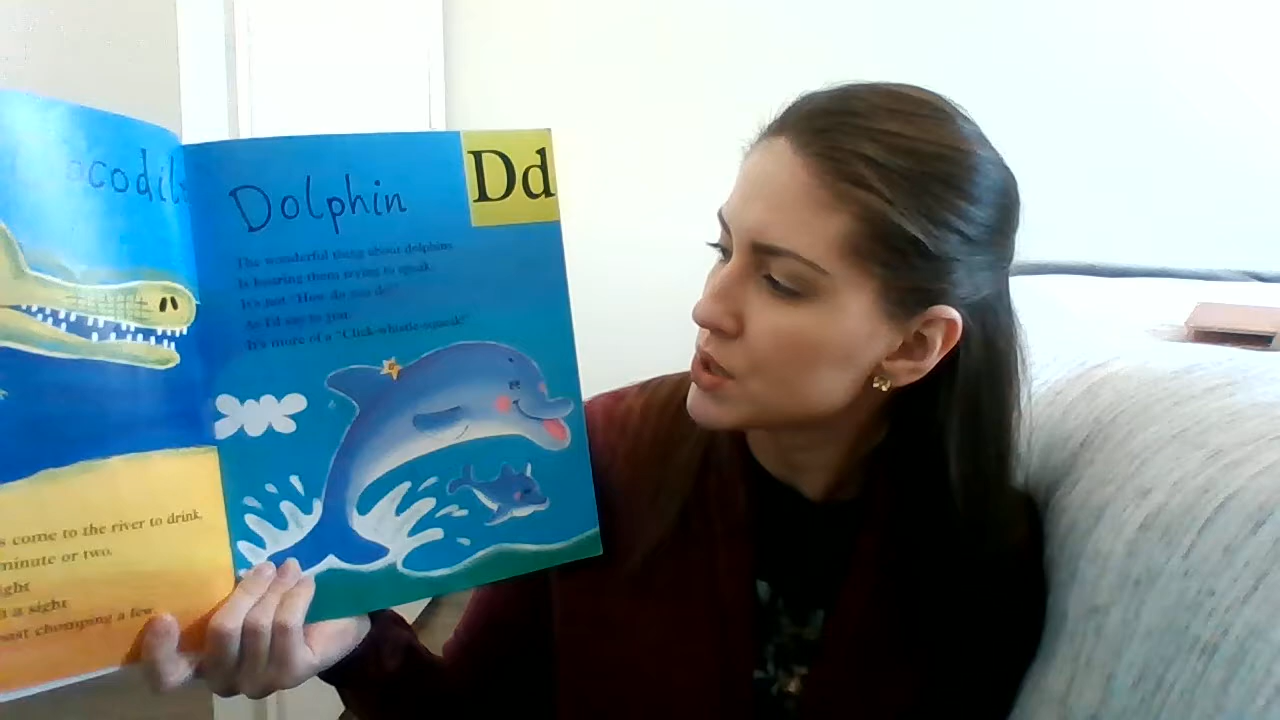 ocodile
s come to the river to drink,
minute or two.
ight
a sight
ast chomping a few.
Dd
Dolphin
The wonderful thing about dolphins
Is hearing them trying to speak.
It's not "How do you do?"
As I'd say to you.
It's more of a "Click-whistle-squeak!"